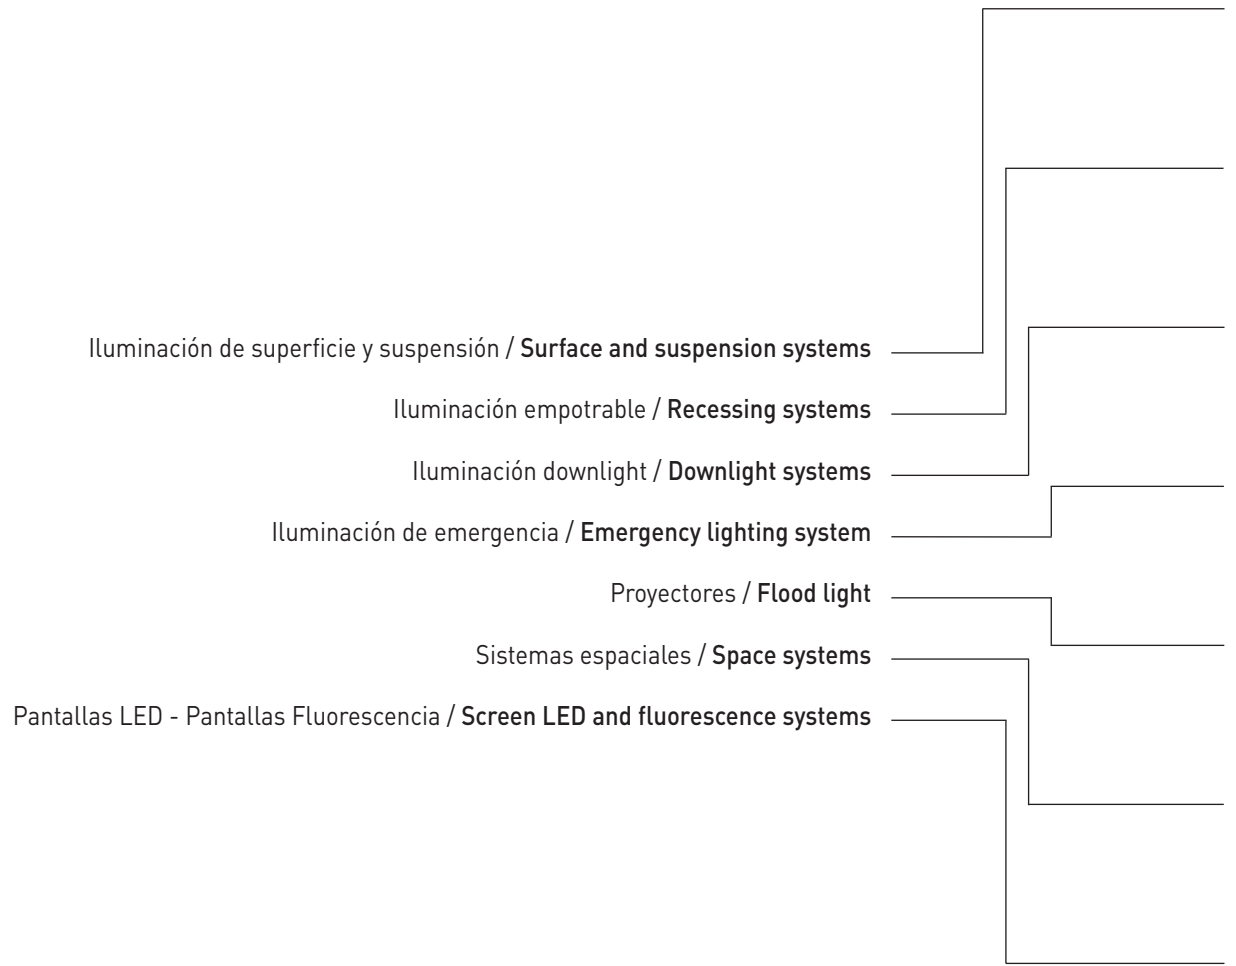 Iluminación de superficie y suspensión / Surface and suspension systems
Iluminación empotrable / Recessing systems
Iluminación downlight / Downlight systems
Iluminación de emergencia / Emergency lighting system
Proyectores / Flood light
Sistemas espaciales / Space systems
Pantallas LED - Pantallas Fluorescencia / Screen LED and fluorescence systems